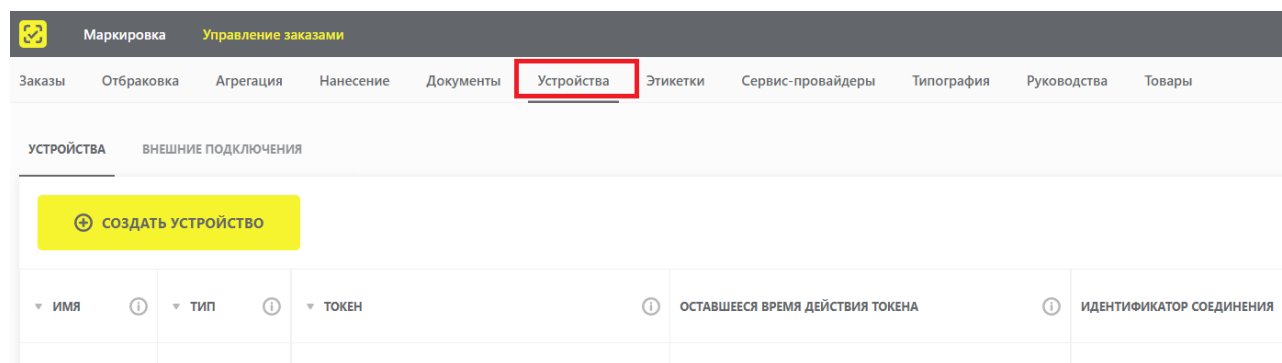 Маркировка Управление заказами
Заказы Отбраковка Агрегация Нанесение Документы Устройства Этикетки Сервис-провайдеры Типография Руководства Товары
УСТРОЙСТВА ВНЕШНИЕ ПОДКЛЮЧЕНИЯ
СОЗДАТЬ УСТРОЙСТВО
ИМЯ ТИП ТОКЕН ОСТАВШЕЕСЯ ВРЕМЯ ДЕЙСТВИЯ ТОКЕНА ИДЕНТИФИКАТОР СОЕДИНЕНИЯ